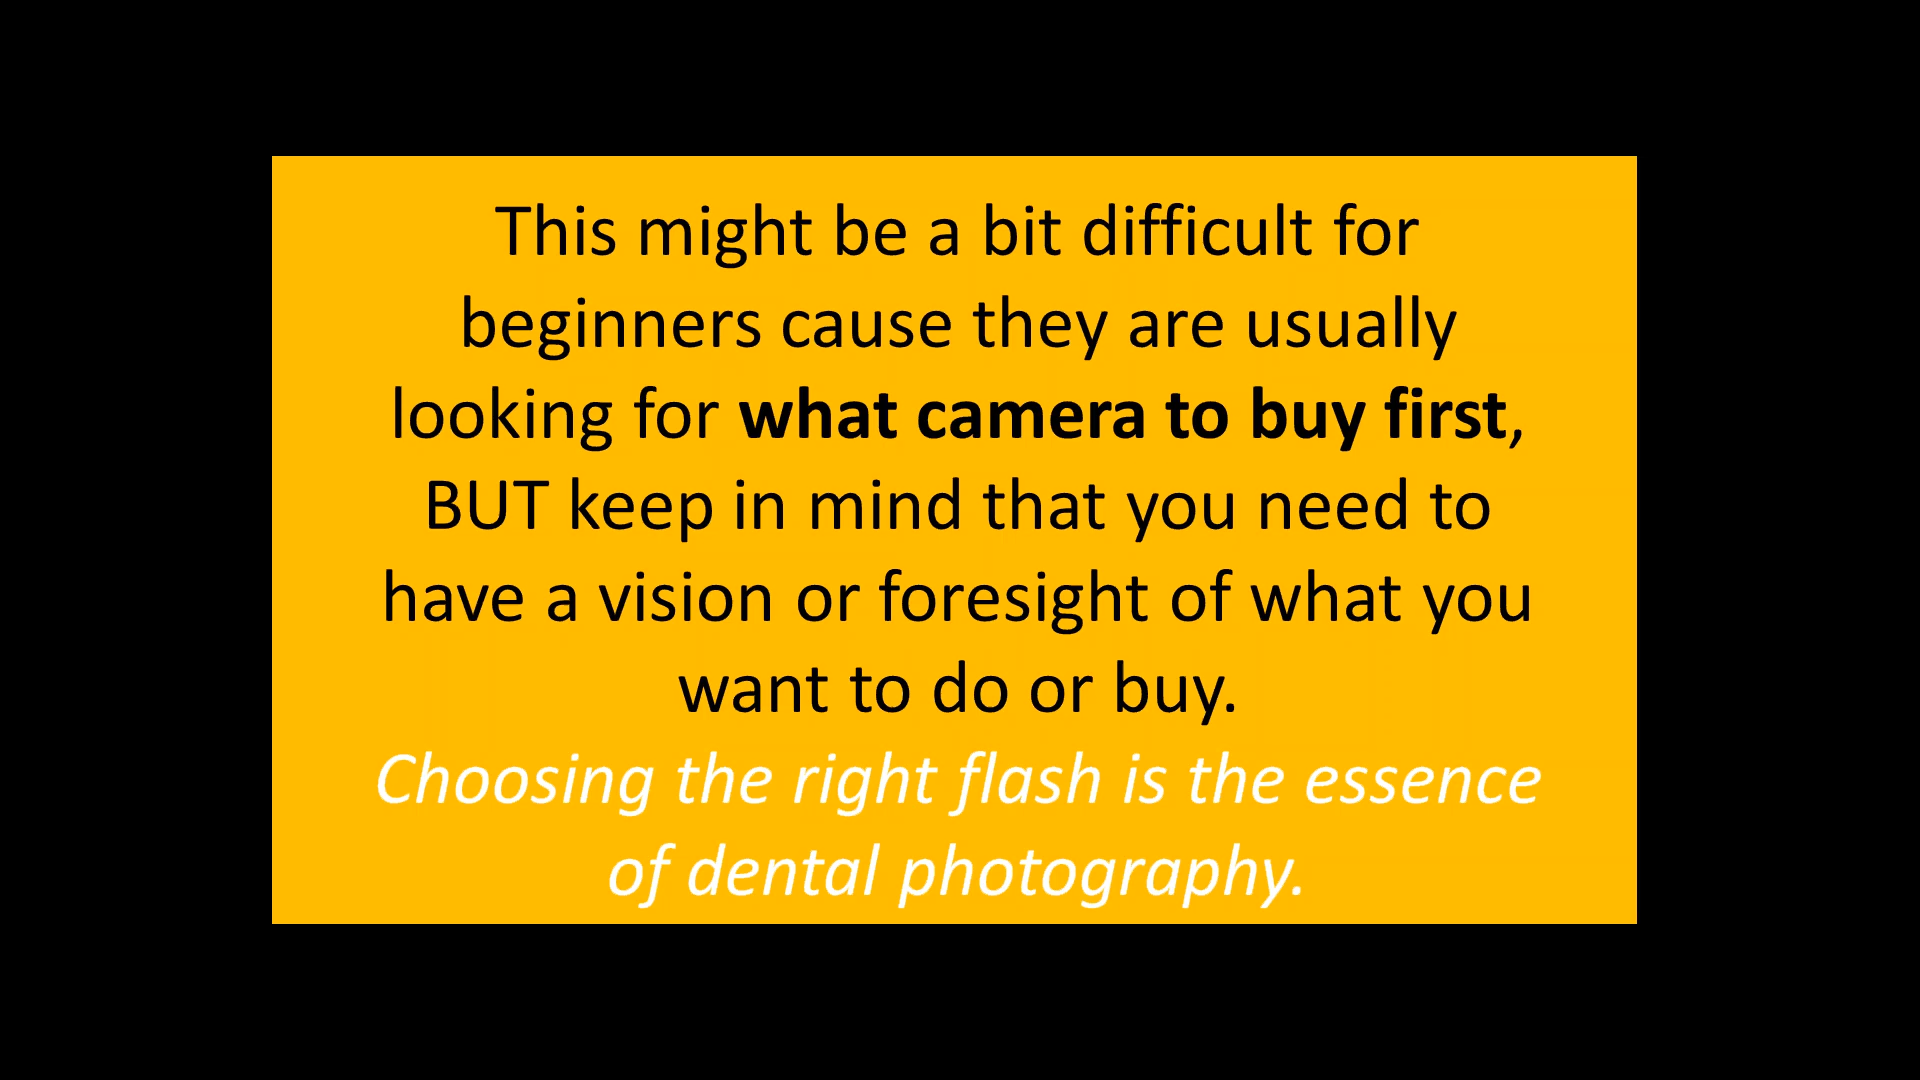 This might be a bit difficult for
beginners cause they are usually
looking for what camera to buy first,
BUT keep in mind that you need to
have a vision or foresight of what you
want to do or buy.
Choosing the right flash is the essence
of dental photography.